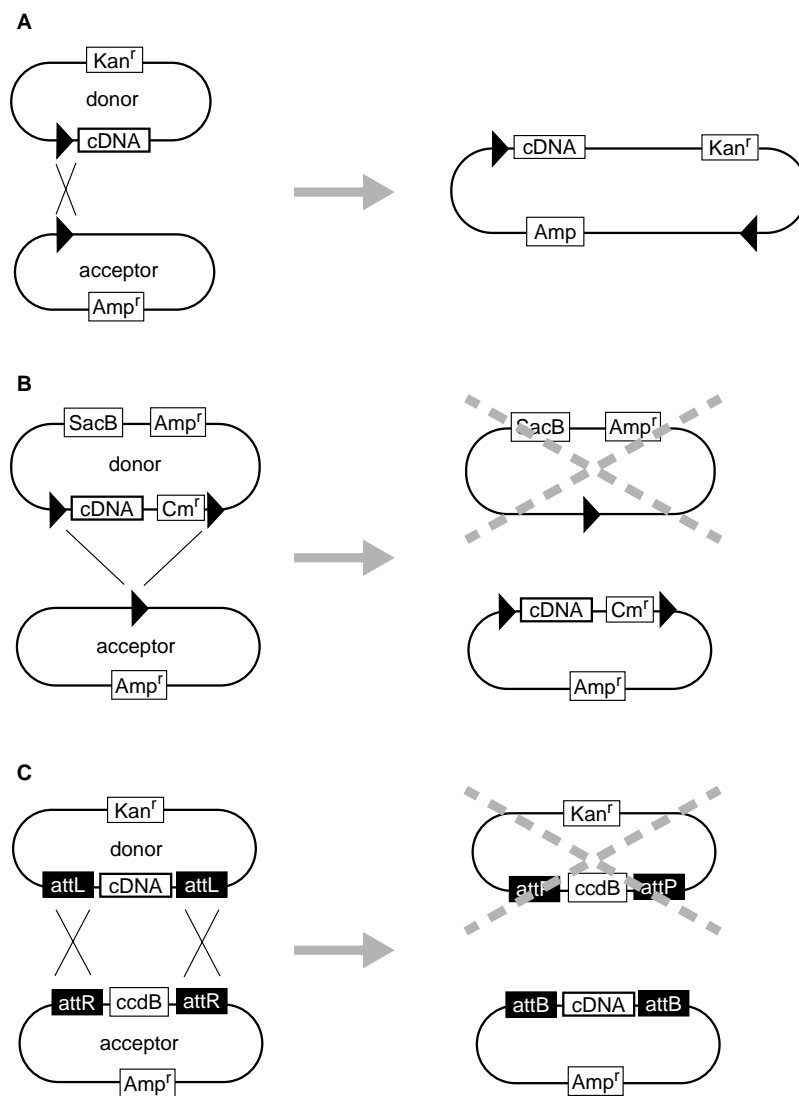 A
Kanʳ
donor
cDNA
cDNA
Kanʳ
Amp
acceptor
Ampʳ
B
SacB Ampʳ
donor
cDNA Cmʳ
SacB Ampʳ
acceptor
Ampʳ
cDNA Cmʳ
Ampʳ
C
Kanʳ
donor
attL cDNA attL
Kanʳ
attP ccdB attP
attR ccdB attR
acceptor
Ampʳ
attB cDNA attB
Ampʳ